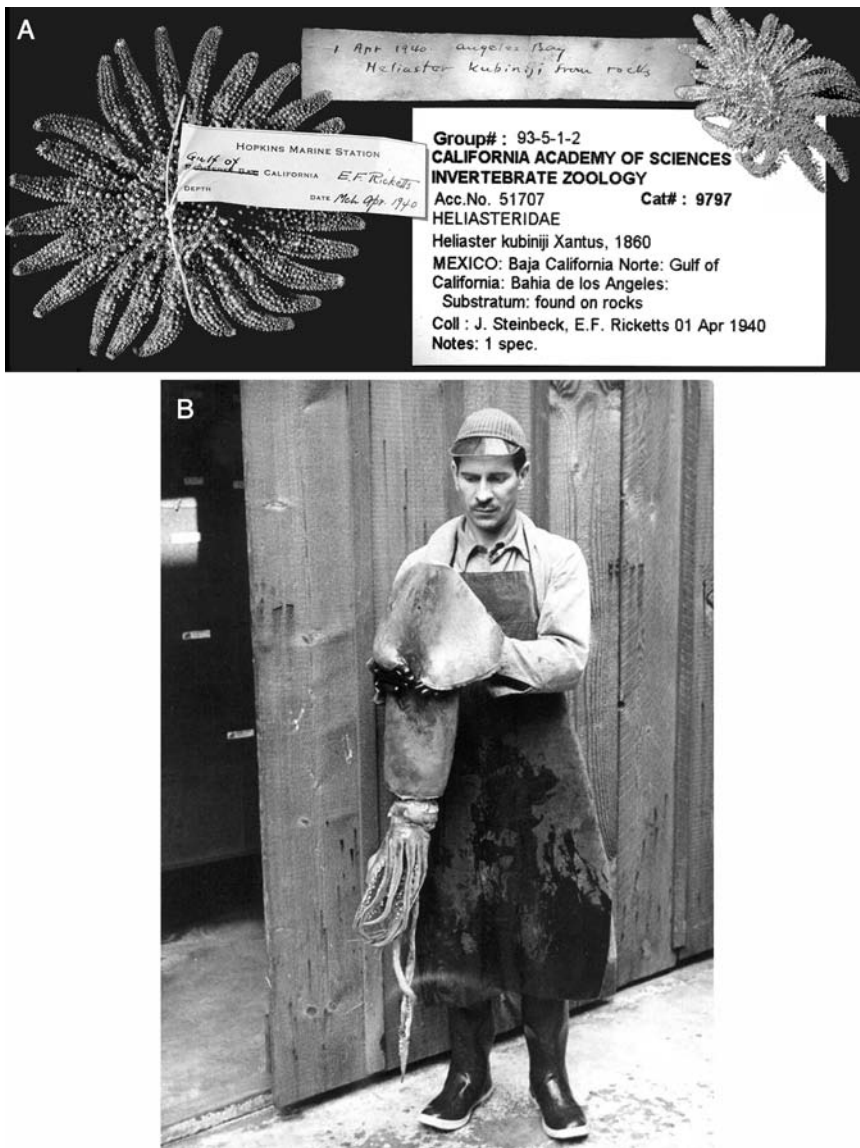 A
1 Apr 1940. Angeles Bay
Heliaster kubiniji from rocks
HOPKINS MARINE STATION
Gulf of
CALIFORNIA E.F. Ricketts
DEPTH
DATE Mch Apr. 1940
Group# : 93-5-1-2
CALIFORNIA ACADEMY OF SCIENCES
INVERTEBRATE ZOOLOGY
Acc.No. 51707 Cat# : 9797
HELIASTERIDAE
Heliaster kubiniji Xantus, 1860
MEXICO: Baja California Norte: Gulf of
California: Bahia de los Angeles:
Substratum: found on rocks
Coll : J. Steinbeck, E.F. Ricketts 01 Apr 1940
Notes: 1 spec.
B